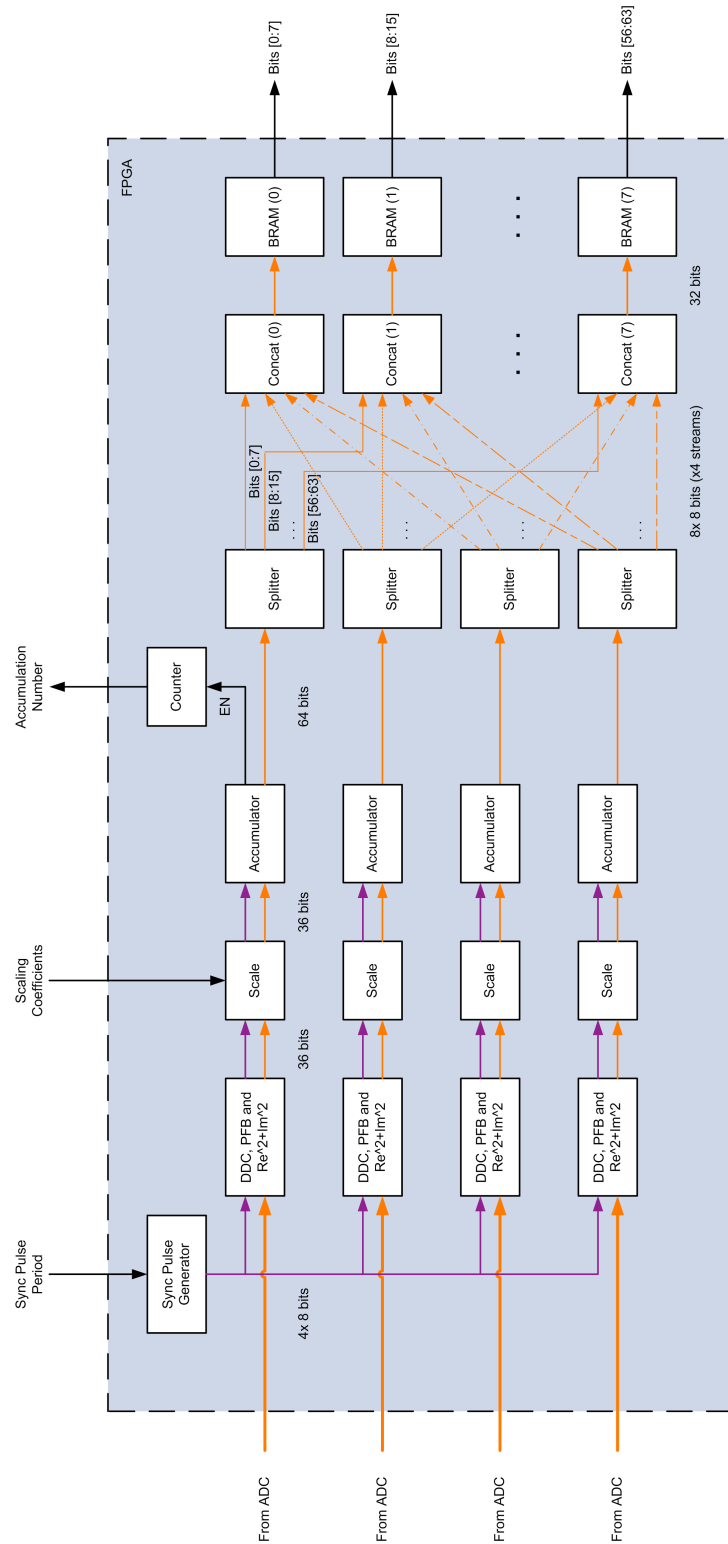 Sync Pulse
Period
Scaling
Coefficients
Accumulation
Number
FPGA
Sync Pulse
Generator
Counter
EN
From ADC
4x 8 bits
DDC, PFB and
Re^2+Im^2
36 bits
Scale
36 bits
Accumulator
64 bits
Splitter
Bits [0:7]
Bits [8:15]
. . .
Bits [56:63]
Concat (0)
BRAM (0)
Bits [0:7]
From ADC
DDC, PFB and
Re^2+Im^2
Scale
Accumulator
Splitter
. . .
Concat (1)
BRAM (1)
Bits [8:15]
From ADC
DDC, PFB and
Re^2+Im^2
Scale
Accumulator
Splitter
. . .
. . .
. . .
From ADC
DDC, PFB and
Re^2+Im^2
Scale
Accumulator
Splitter
. . .
Concat (7)
BRAM (7)
Bits [56:63]
8x 8 bits (x4 streams)
32 bits